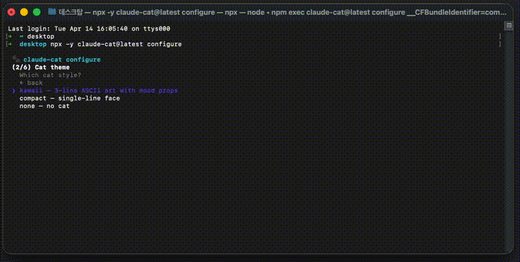 데스크탑 — npx -y claude-cat@latest configure — npx — node • npm exec claude-cat@latest configure __CFBundleIdentifier=com...
Last login: Tue Apr 14 16:05:40 on ttys000
[➜ ~ desktop ]
[➜ desktop npx -y claude-cat@latest configure ]
claude-cat configure
(2/6) Cat theme
Which cat style?
← back
❯ kawaii — 3-line ASCII art with mood props
compact — single-line face
none — no cat